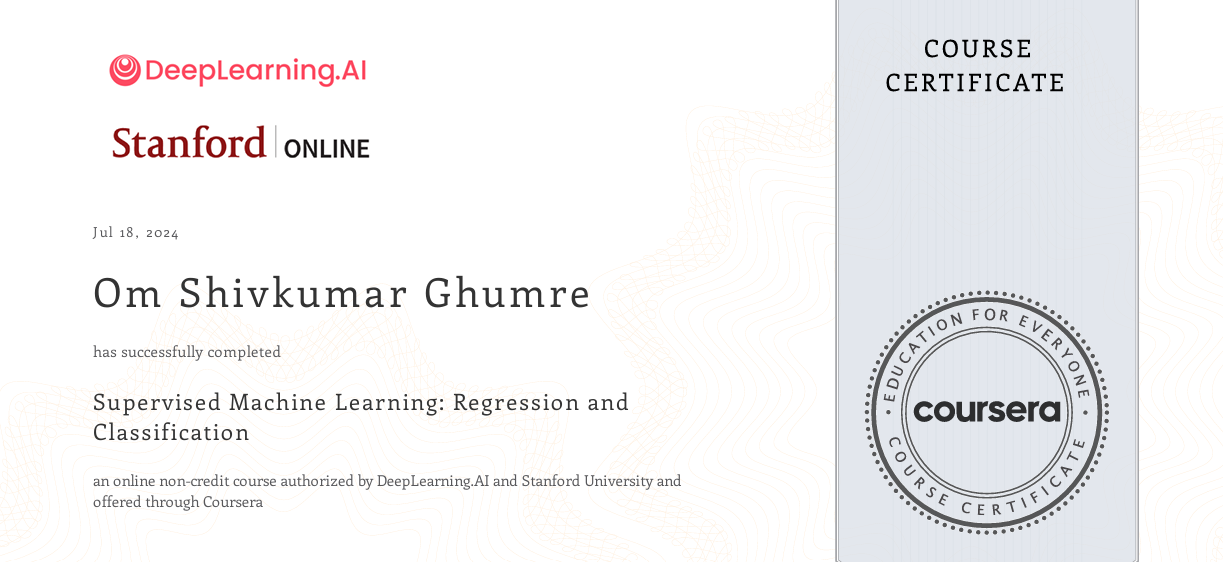 DeepLearning.AI
Stanford | ONLINE
Jul 18, 2024
Om Shivkumar Ghumre
has successfully completed
Supervised Machine Learning: Regression and
Classification
an online non-credit course authorized by DeepLearning.AI and Stanford University and
offered through Coursera
COURSE
CERTIFICATE
EDUCATION FOR EVERYONE
coursera
COURSE CERTIFICATE